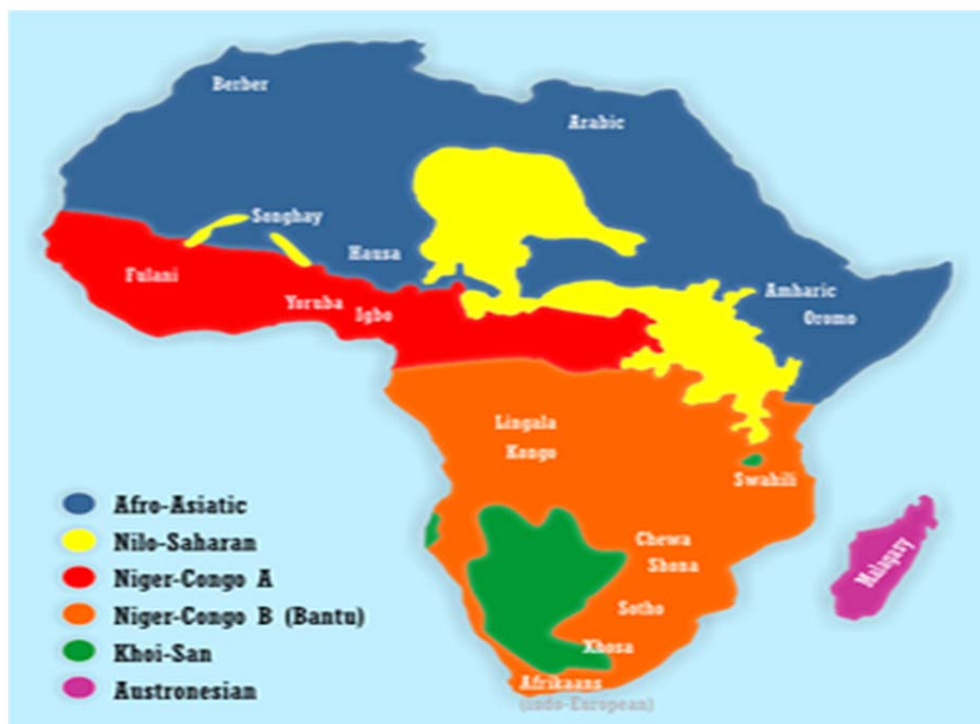 Berber
Arabic
Songhay
Hausa
Fulani
Yoruba
Igbo
Amharic
Oromo
Lingala
Kongo
Swahili
Chewa
Shona
Malagasy
Sotho
Xhosa
Afrikaans
(indo-European)
Afro-Asiatic
Nilo-Saharan
Niger-Congo A
Niger-Congo B (Bantu)
Khoi-San
Austronesian